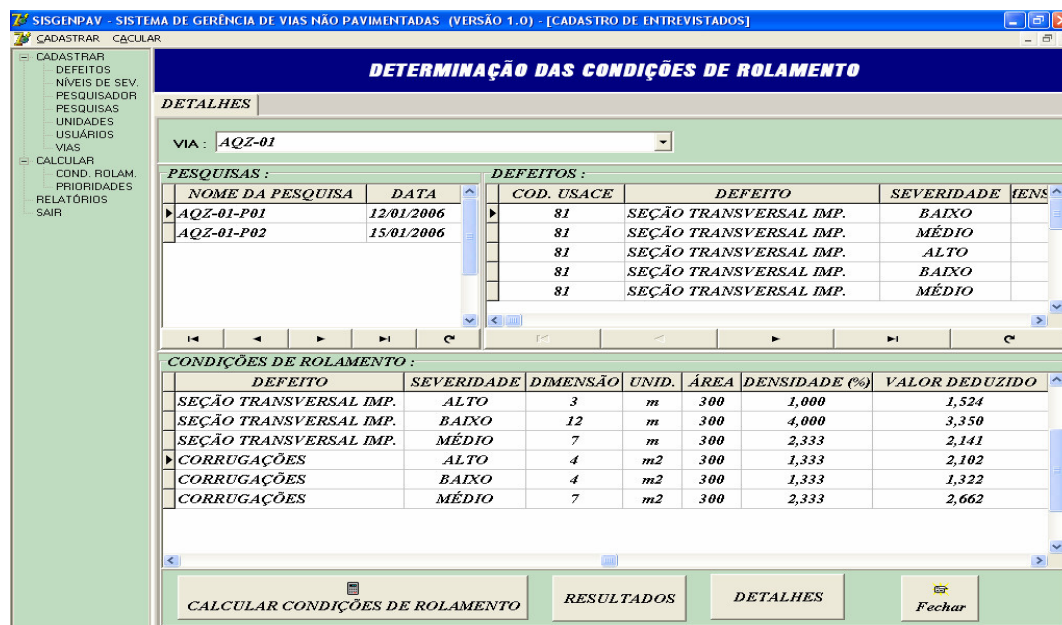 SISGENPAV - SISTEMA DE GERÊNCIA DE VIAS NÃO PAVIMENTADAS (VERSÃO 1.0) - [CADASTRO DE ENTREVISTADOS]
CADASTRAR CACULAR
CADASTRAR
DEFEITOS
NÍVEIS DE SEV.
PESQUISADOR
PESQUISAS
UNIDADES
USUÁRIOS
VIAS
CALCULAR
COND. ROLAM.
PRIORIDADES
RELATÓRIOS
SAIR
DETERMINAÇÃO DAS CONDIÇÕES DE ROLAMENTO
DETALHES
VIA : AQZ-01
PESQUISAS :
NOME DA PESQUISA DATA
AQZ-01-P01 12/01/2006
AQZ-01-P02 15/01/2006
DEFEITOS :
COD. USACE DEFEITO SEVERIDADE
81 SEÇÃO TRANSVERSAL IMP. BAIXO
81 SEÇÃO TRANSVERSAL IMP. MÉDIO
81 SEÇÃO TRANSVERSAL IMP. ALTO
81 SEÇÃO TRANSVERSAL IMP. BAIXO
81 SEÇÃO TRANSVERSAL IMP. MÉDIO
CONDIÇÕES DE ROLAMENTO :
DEFEITO SEVERIDADE DIMENSÃO UNID. ÁREA DENSIDADE (%) VALOR DEDUZIDO
SEÇÃO TRANSVERSAL IMP. ALTO 3 m 300 1,000 1,524
SEÇÃO TRANSVERSAL IMP. BAIXO 12 m 300 4,000 3,350
SEÇÃO TRANSVERSAL IMP. MÉDIO 7 m 300 2,333 2,141
CORRUGAÇÕES ALTO 4 m2 300 1,333 2,102
CORRUGAÇÕES BAIXO 4 m2 300 1,333 1,322
CORRUGAÇÕES MÉDIO 7 m2 300 2,333 2,662
CALCULAR CONDIÇÕES DE ROLAMENTO
RESULTADOS
DETALHES
Fechar